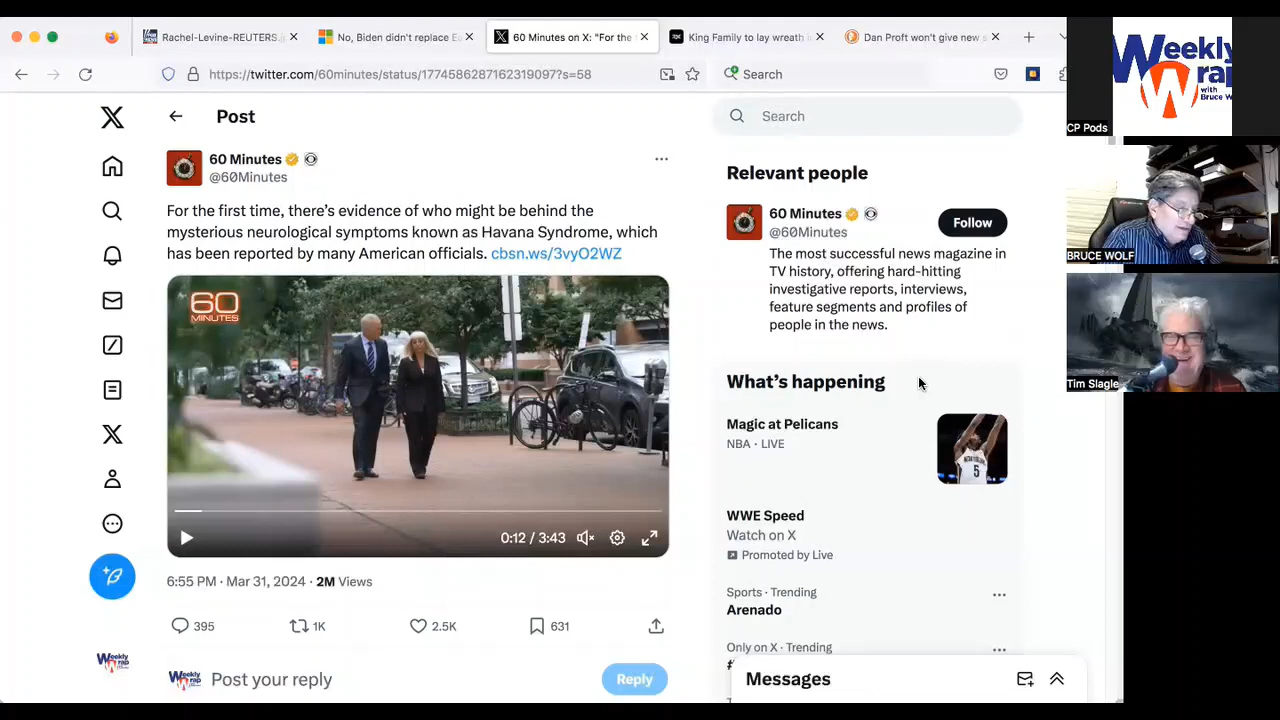 Rachel-Levine-REUTERS.j
No, Biden didn't replace Ea
60 Minutes on X: "For the f
King Family to lay wreath in
Dan Proft won't give new s
https://twitter.com/60minutes/status/1774586287162319097?s=58
Search
Post
Search
60 Minutes
@60Minutes
For the first time, there's evidence of who might be behind the
mysterious neurological symptoms known as Havana Syndrome, which
has been reported by many American officials. cbsn.ws/3vyO2WZ
60
MINUTES
0:12 / 3:43
6:55 PM · Mar 31, 2024 · 2M Views
395
1K
2.5K
631
Weekly
Wrap
Post your reply
Reply
Relevant people
60 Minutes
@60Minutes
Follow
The most successful news magazine in
TV history, offering hard-hitting
investigative reports, interviews,
feature segments and profiles of
people in the news.
What's happening
Magic at Pelicans
NBA · LIVE
5
WWE Speed
Watch on X
Promoted by Live
Sports · Trending
Arenado
Only on X · Trending
Messages
Weekly
rap
with
Bruce W
CP Pods
BRUCE WOLF
Tim Slagle